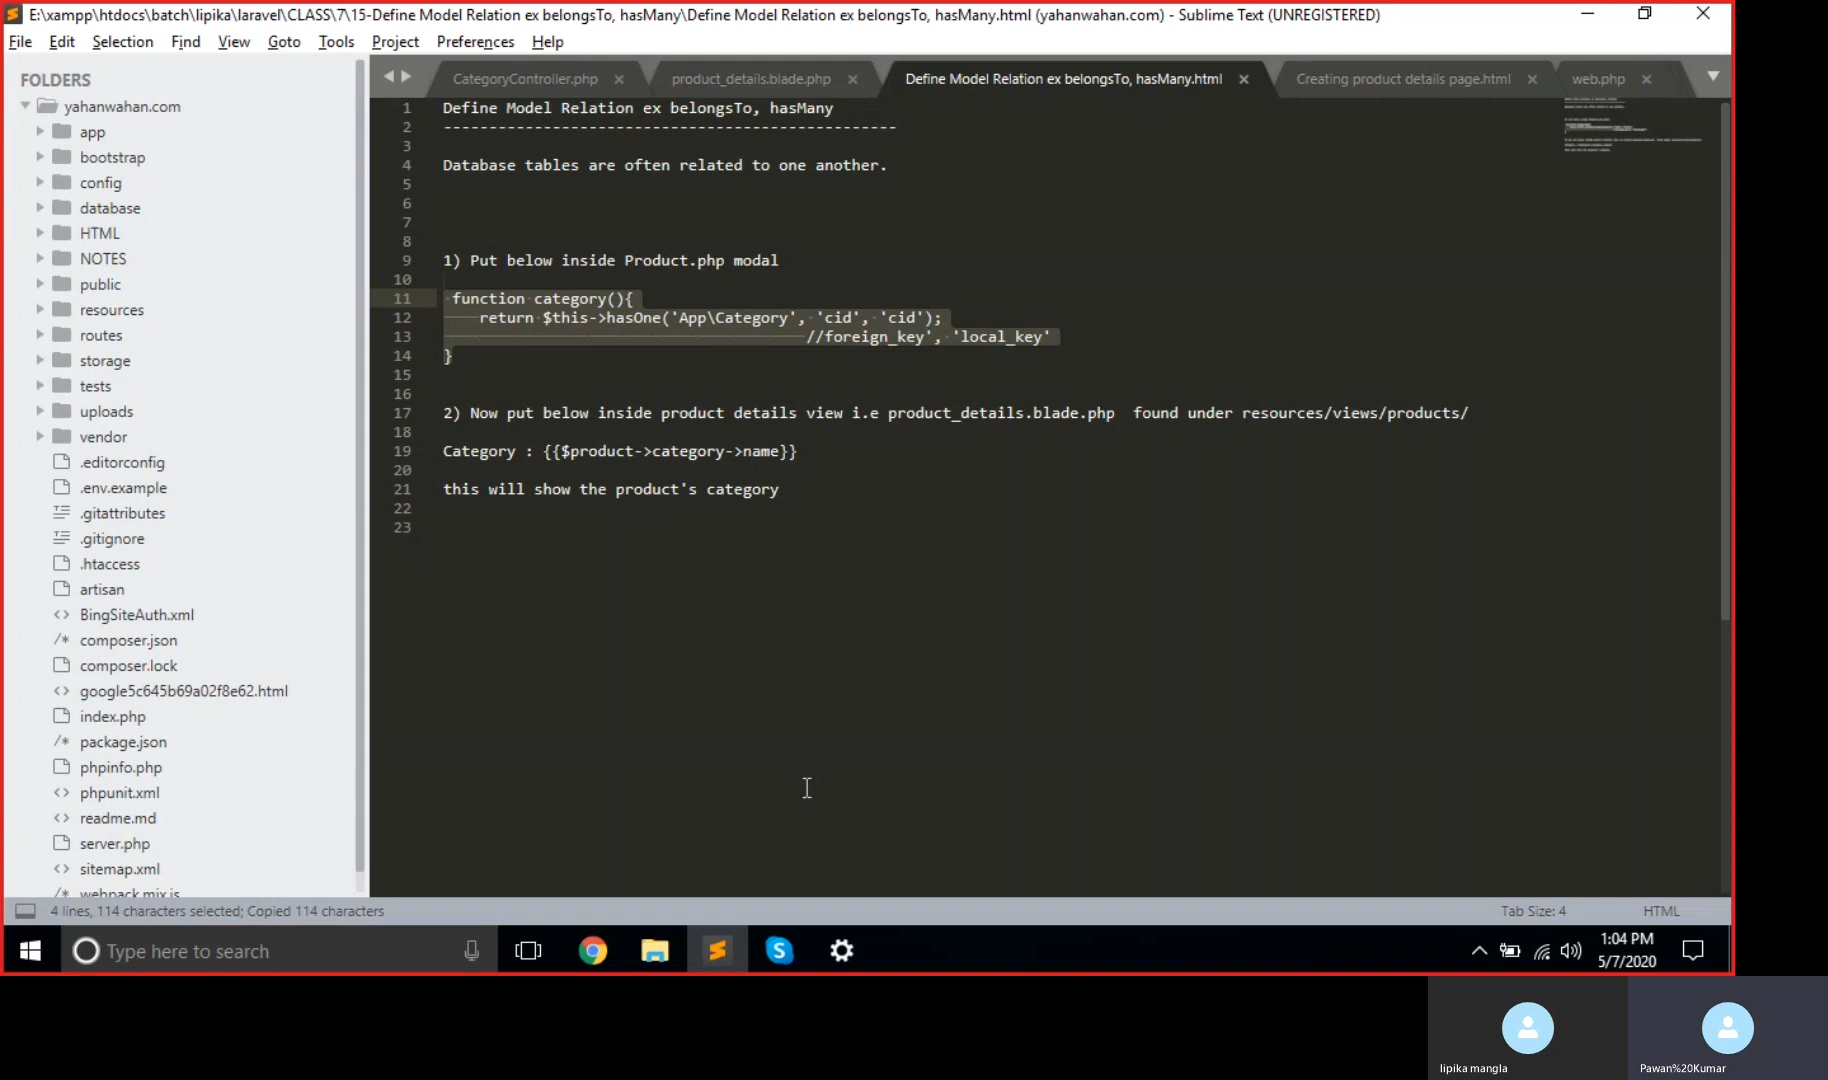 E:\xampp\htdocs\batch\lipika\laravel\CLASS\7\15-Define Model Relation ex belongsTo, hasMany\Define Model Relation ex belongsTo, hasMany.html (yahanwahan.com) - Sublime Text (UNREGISTERED)
File Edit Selection Find View Goto Tools Project Preferences Help
FOLDERS
yahanwahan.com
app
bootstrap
config
database
HTML
NOTES
public
resources
routes
storage
tests
uploads
vendor
.editorconfig
.env.example
.gitattributes
.gitignore
.htaccess
artisan
BingSiteAuth.xml
composer.json
composer.lock
google5c645b69a02f8e62.html
index.php
package.json
phpinfo.php
phpunit.xml
readme.md
server.php
sitemap.xml
webpack.mix.js
CategoryController.php product_details.blade.php Define Model Relation ex belongsTo, hasMany.html Creating product details page.html web.php
1 Define Model Relation ex belongsTo, hasMany
2 --------------------------------------------------
3
4 Database tables are often related to one another.
5
6
7
8
9 1) Put below inside Product.php modal
10
11 function category(){
12 return $this->hasOne('App\Category', 'cid', 'cid');
13 //foreign_key', 'local_key'
14 }
15
16
17 2) Now put below inside product details view i.e product_details.blade.php found under resources/views/products/
18
19 Category : {{$product->category->name}}
20
21 this will show the product's category
22
23
4 lines, 114 characters selected; Copied 114 characters
Tab Size: 4 HTML
Type here to search
1:04 PM
5/7/2020
lipika mangla
Pawan%20Kumar